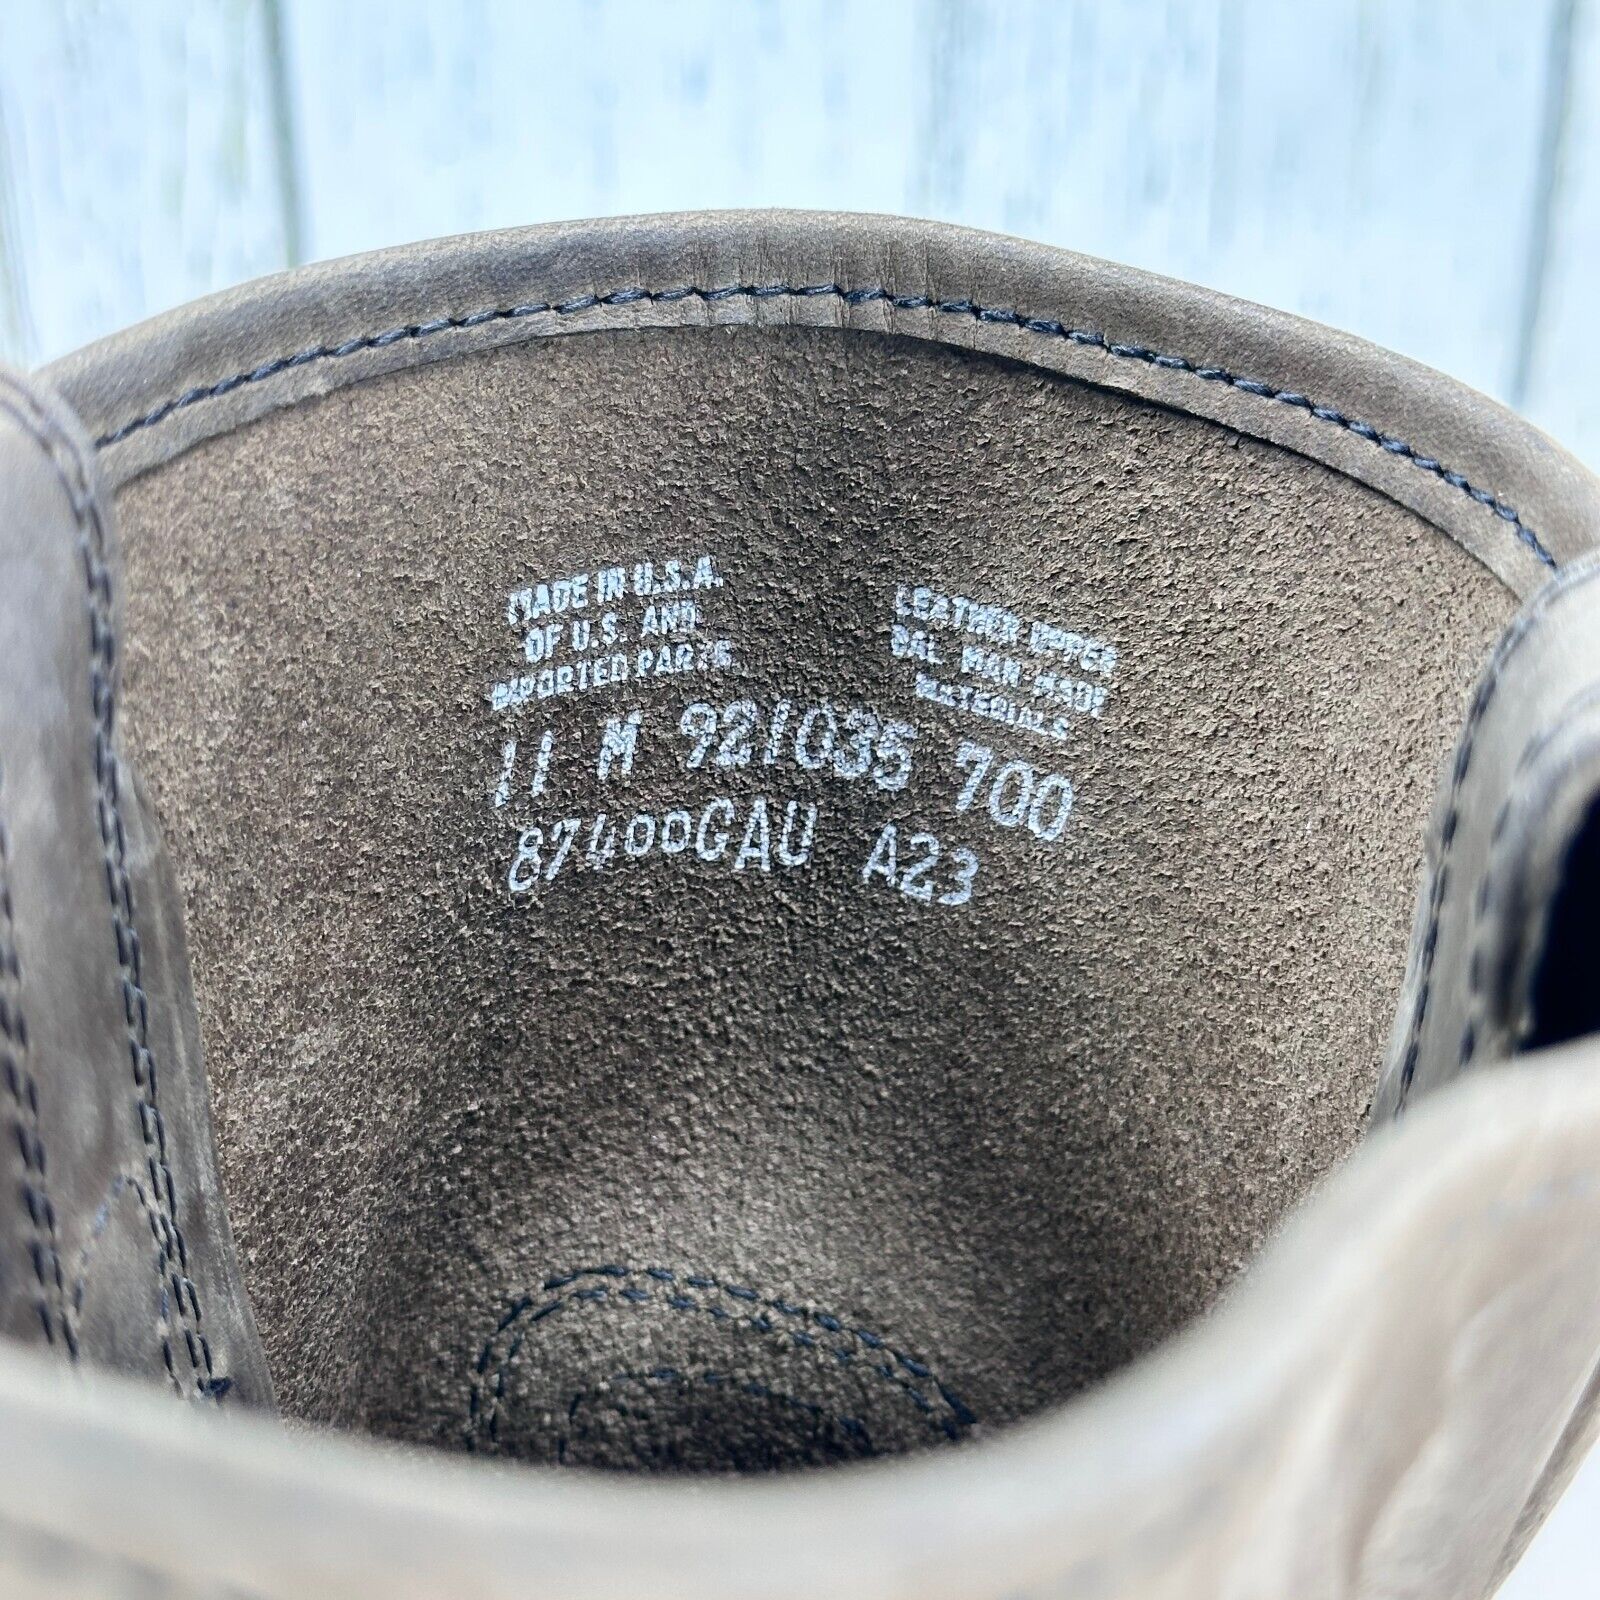 MADE IN U.S.A.
OF U.S. AND
IMPORTED PARTS
LEATHER UPPER
BAL MAN-MADE
MATERIALS
11 M 921035 700
87400GAU A23